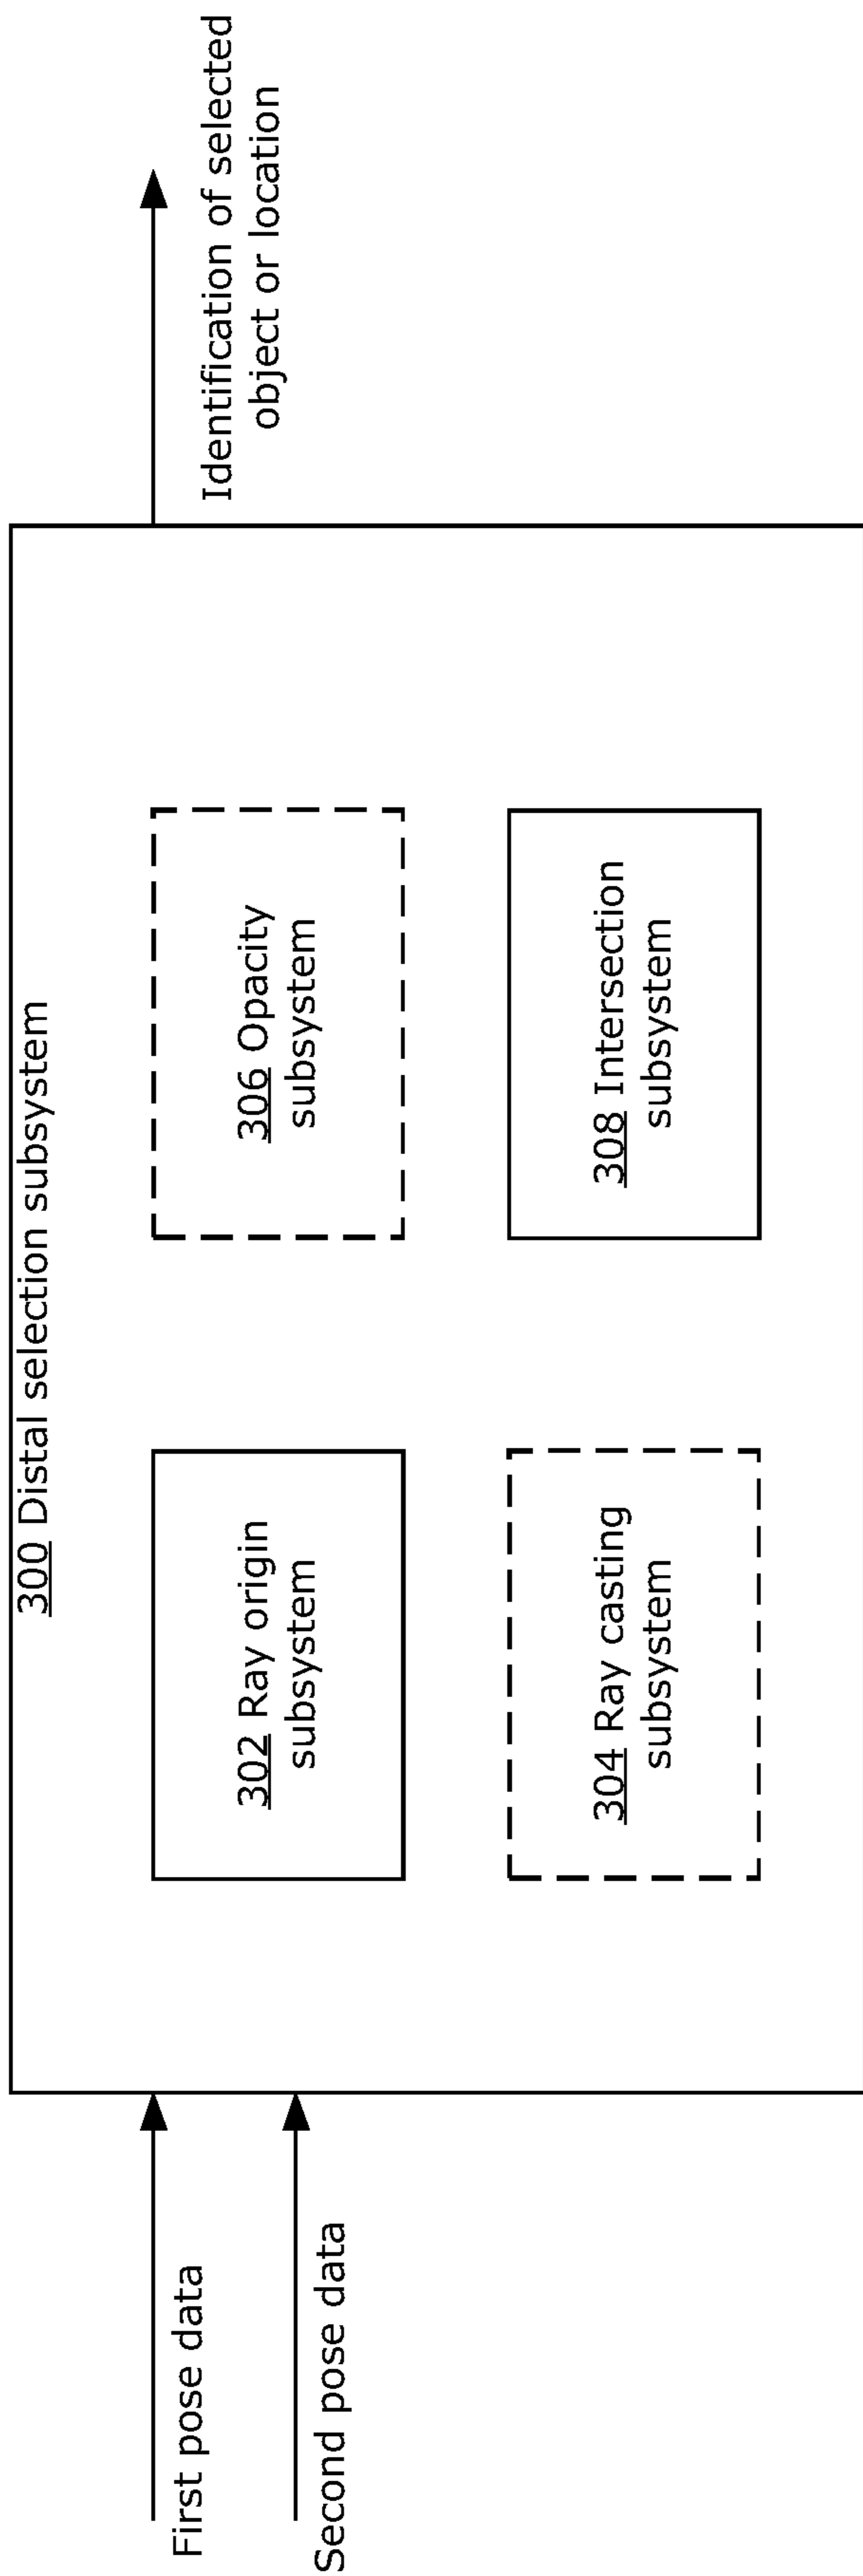 300 Distal selection subsystem
First pose data
Second pose data
302 Ray origin
subsystem
306 Opacity
subsystem
304 Ray casting
subsystem
308 Intersection
subsystem
Identification of selected
object or location